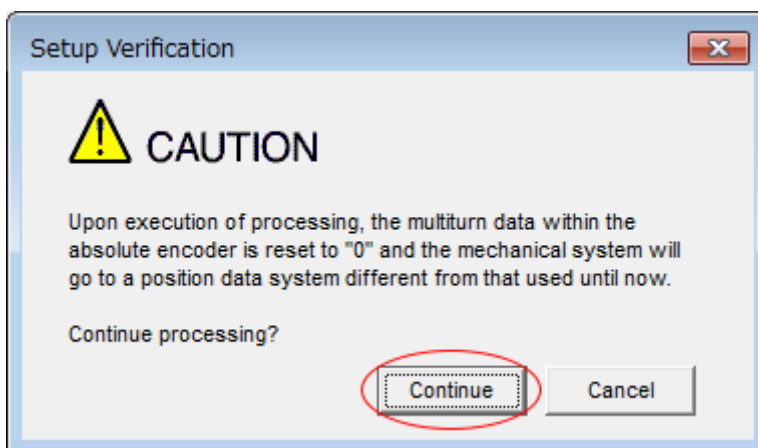 Setup Verification
CAUTION
Upon execution of processing, the multiturn data within the
absolute encoder is reset to "0" and the mechanical system will
go to a position data system different from that used until now.
Continue processing?
Continue
Cancel